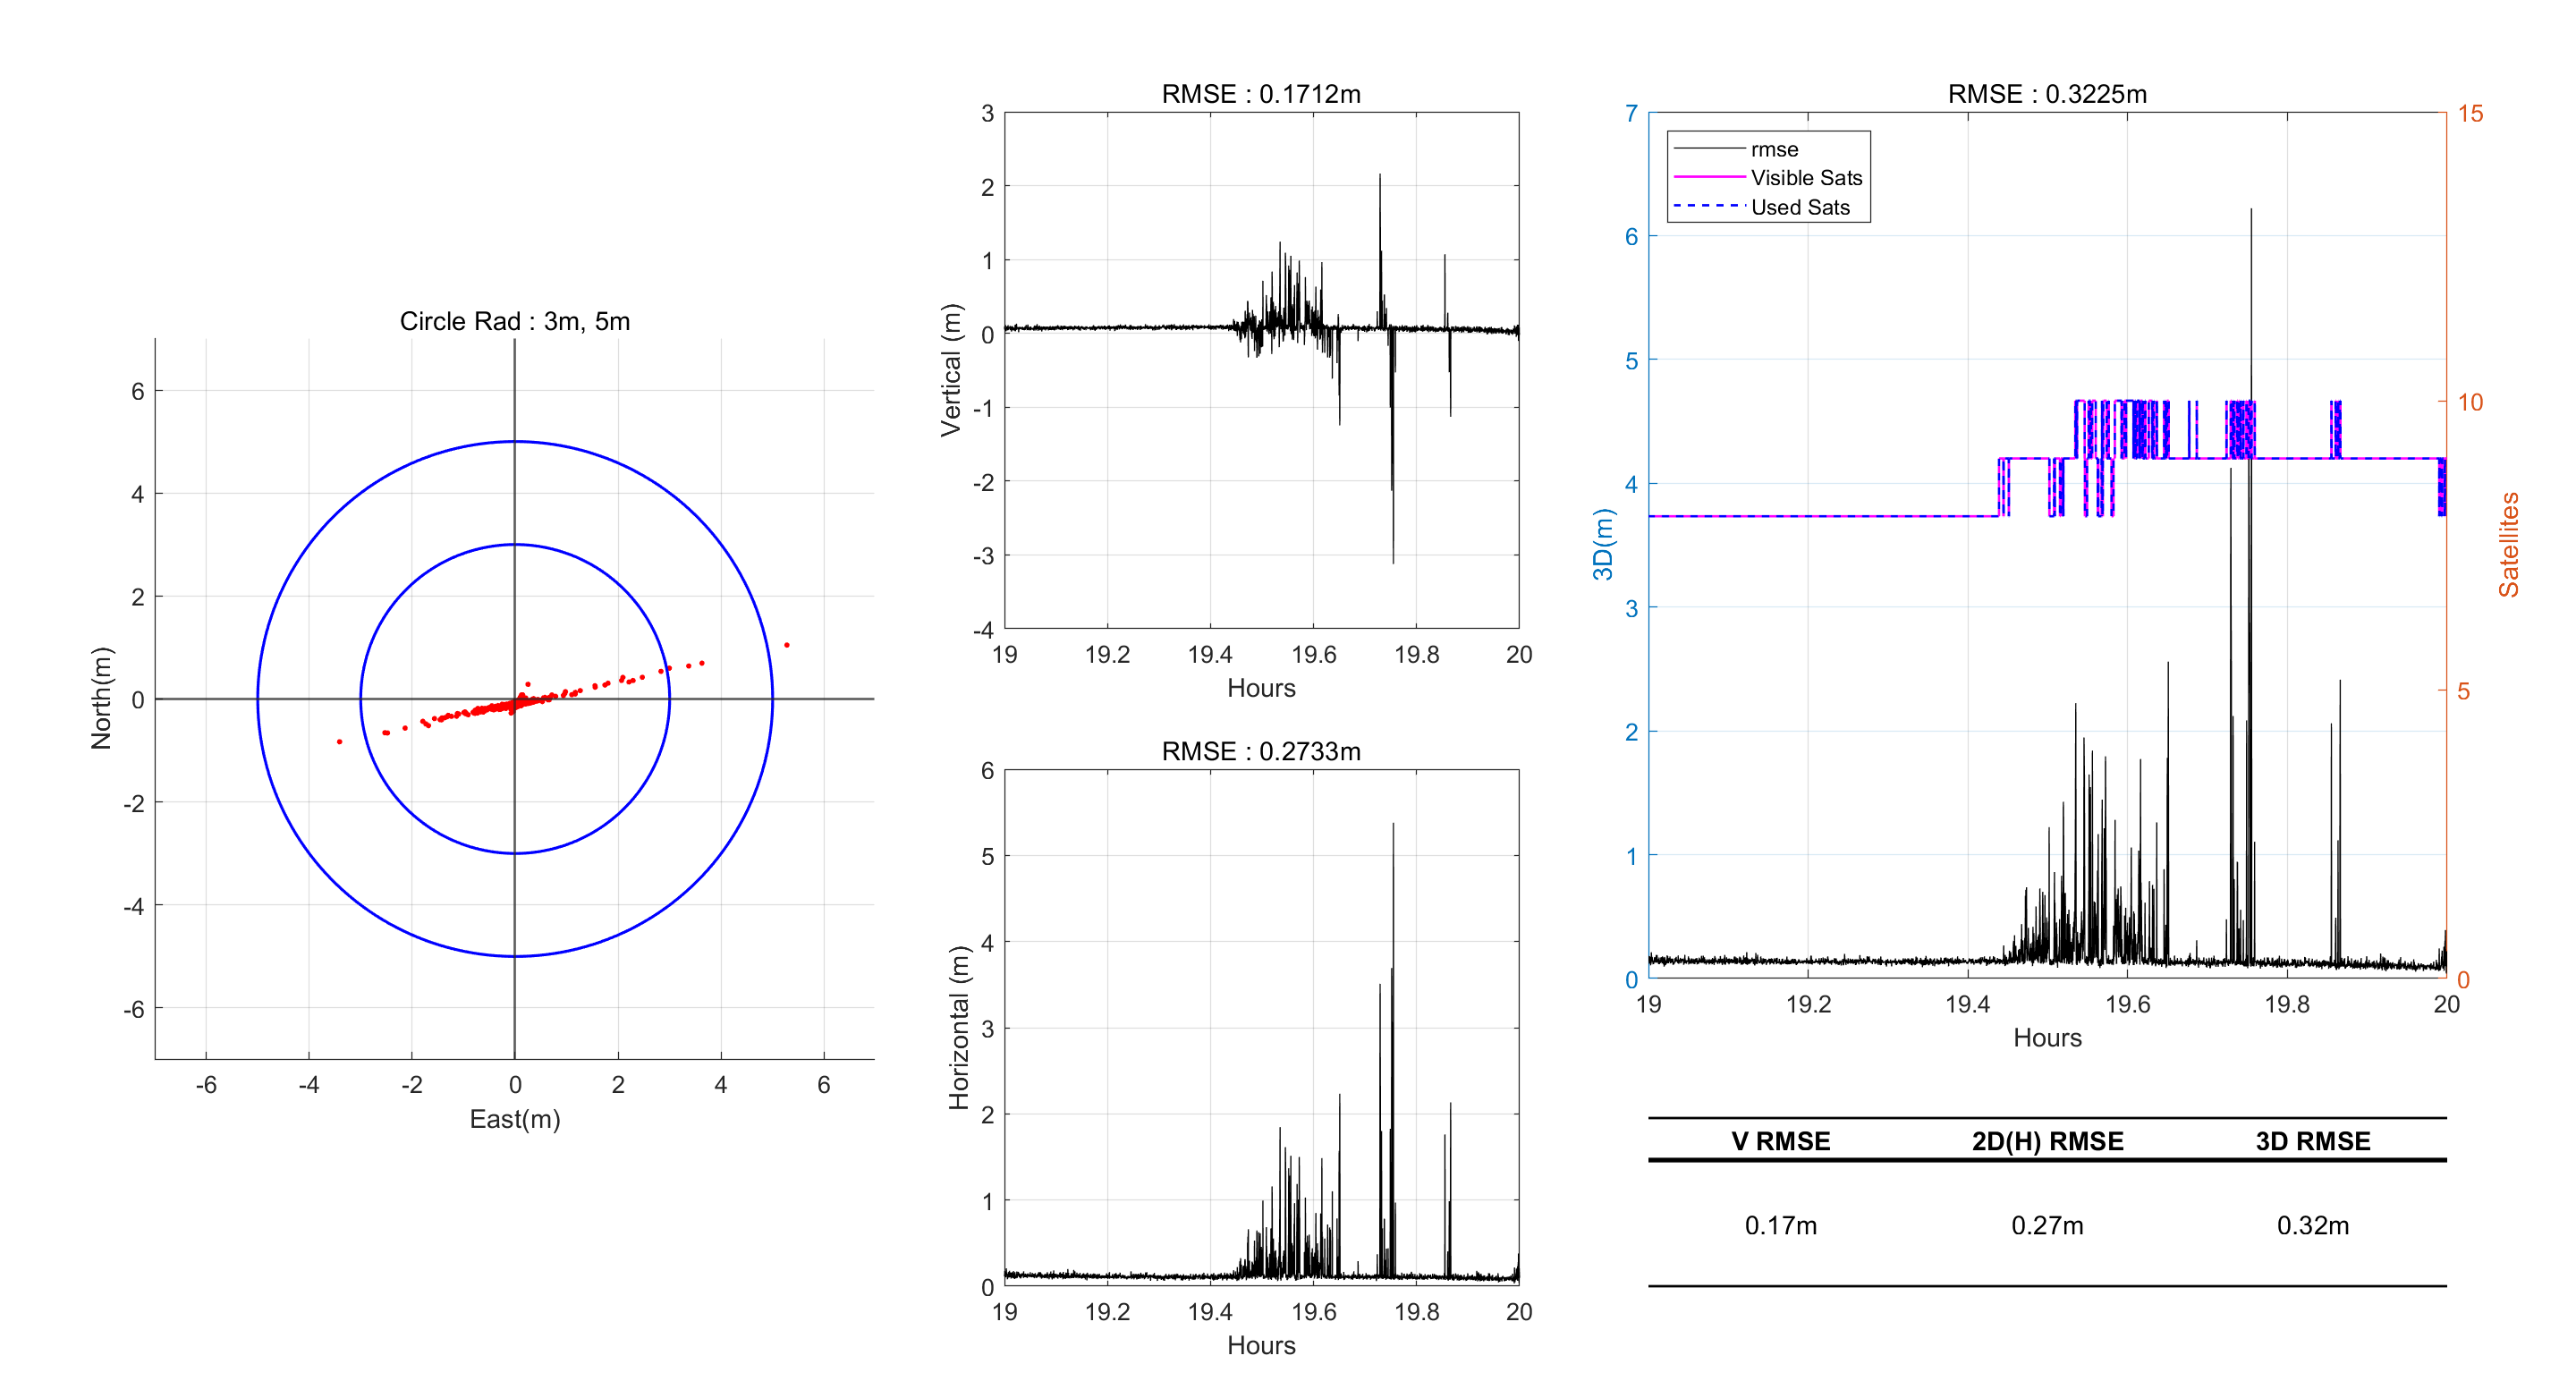 Circle Rad : 3m, 5m
6
4
2
0
-2
-4
-6
North(m)
-6 -4 -2 0 2 4 6
East(m)
RMSE : 0.1712m
3
2
1
0
-1
-2
-3
-4
Vertical (m)
19 19.2 19.4 19.6 19.8 20
Hours
RMSE : 0.2733m
6
5
4
3
2
1
0
Horizontal (m)
19 19.2 19.4 19.6 19.8 20
Hours
RMSE : 0.3225m
rmse
Visible Sats
Used Sats
7
6
5
4
3
2
1
0
3D(m)
15
10
5
0
Satellites
19 19.2 19.4 19.6 19.8 20
Hours
V RMSE 2D(H) RMSE 3D RMSE
0.17m 0.27m 0.32m